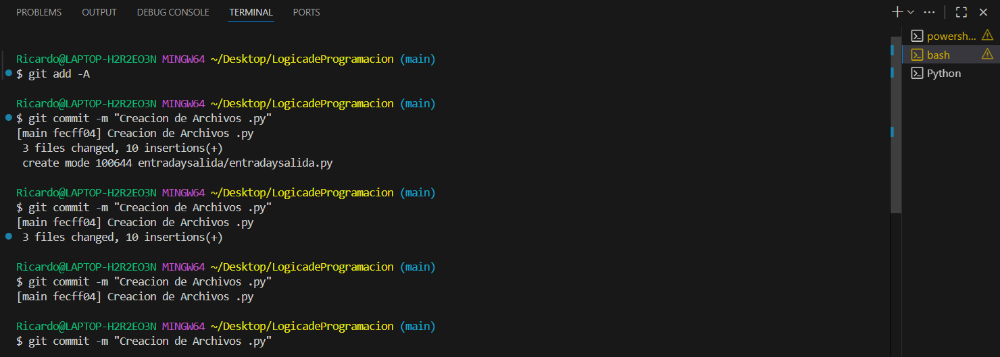 PROBLEMS OUTPUT DEBUG CONSOLE TERMINAL PORTS
powersh...
bash
Python
Ricardo@LAPTOP-H2R2EO3N MINGW64 ~/Desktop/LogicadeProgramacion (main)
$ git add -A
Ricardo@LAPTOP-H2R2EO3N MINGW64 ~/Desktop/LogicadeProgramacion (main)
$ git commit -m "Creacion de Archivos .py"
[main fecff04] Creacion de Archivos .py
3 files changed, 10 insertions(+)
create mode 100644 entradaysalida/entradaysalida.py
Ricardo@LAPTOP-H2R2EO3N MINGW64 ~/Desktop/LogicadeProgramacion (main)
$ git commit -m "Creacion de Archivos .py"
[main fecff04] Creacion de Archivos .py
3 files changed, 10 insertions(+)
Ricardo@LAPTOP-H2R2EO3N MINGW64 ~/Desktop/LogicadeProgramacion (main)
$ git commit -m "Creacion de Archivos .py"
[main fecff04] Creacion de Archivos .py
Ricardo@LAPTOP-H2R2EO3N MINGW64 ~/Desktop/LogicadeProgramacion (main)
$ git commit -m "Creacion de Archivos .py"